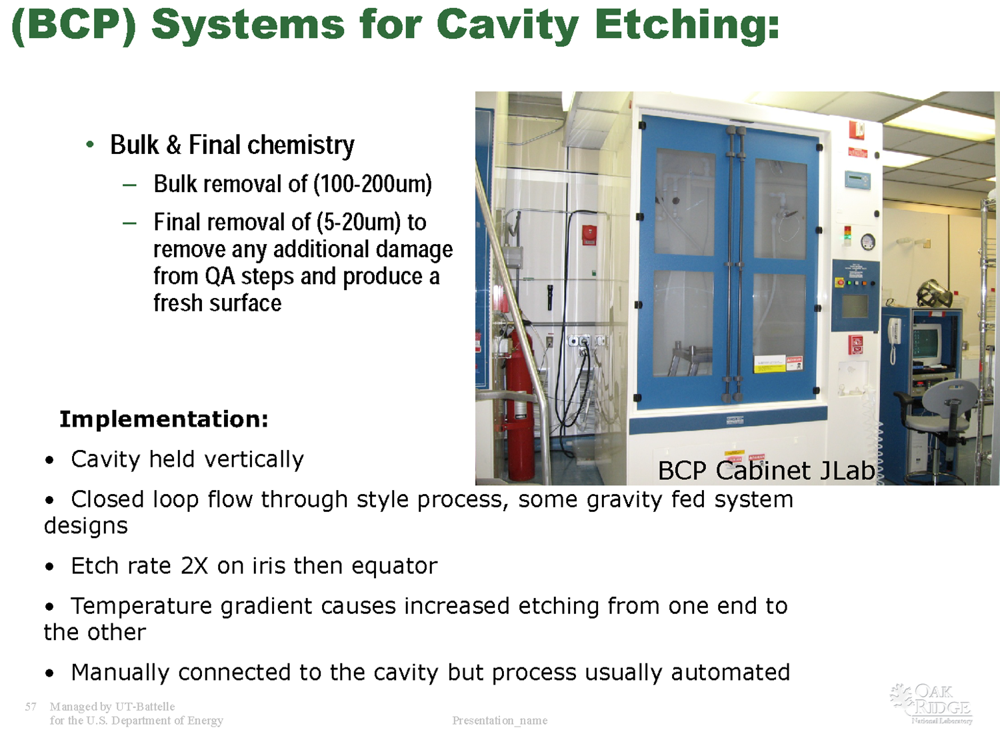 (BCP) Systems for Cavity Etching:
• Bulk & Final chemistry
– Bulk removal of (100-200um)
– Final removal of (5-20um) to
remove any additional damage
from QA steps and produce a
fresh surface
BCP Cabinet JLab
Implementation:
• Cavity held vertically
• Closed loop flow through style process, some gravity fed system
designs
• Etch rate 2X on iris then equator
• Temperature gradient causes increased etching from one end to
the other
• Manually connected to the cavity but process usually automated
57 Managed by UT-Battelle
for the U.S. Department of Energy
Presentation_name
OAK
RIDGE
National Laboratory